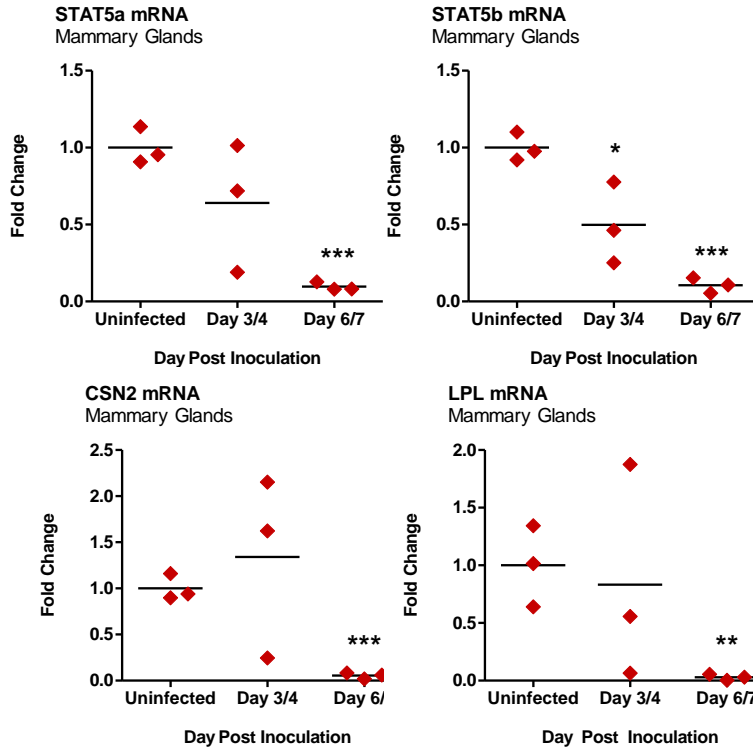 STAT5a mRNA
Mammary Glands
Fold Change
1.5
1.0
0.5
0.0
***
Uninfected Day 3/4 Day 6/7
Day Post Inoculation
STAT5b mRNA
Mammary Glands
Fold Change
1.5
1.0
0.5
0.0
*
***
Uninfected Day 3/4 Day 6/7
Day Post Inoculation
CSN2 mRNA
Mammary Glands
Fold Change
2.5
2.0
1.5
1.0
0.5
0.0
***
Uninfected Day 3/4 Day 6/
Day Post Inoculation
LPL mRNA
Mammary Glands
Fold Change
2.0
1.5
1.0
0.5
0.0
**
Uninfected Day 3/4 Day 6/7
Day Post Inoculation